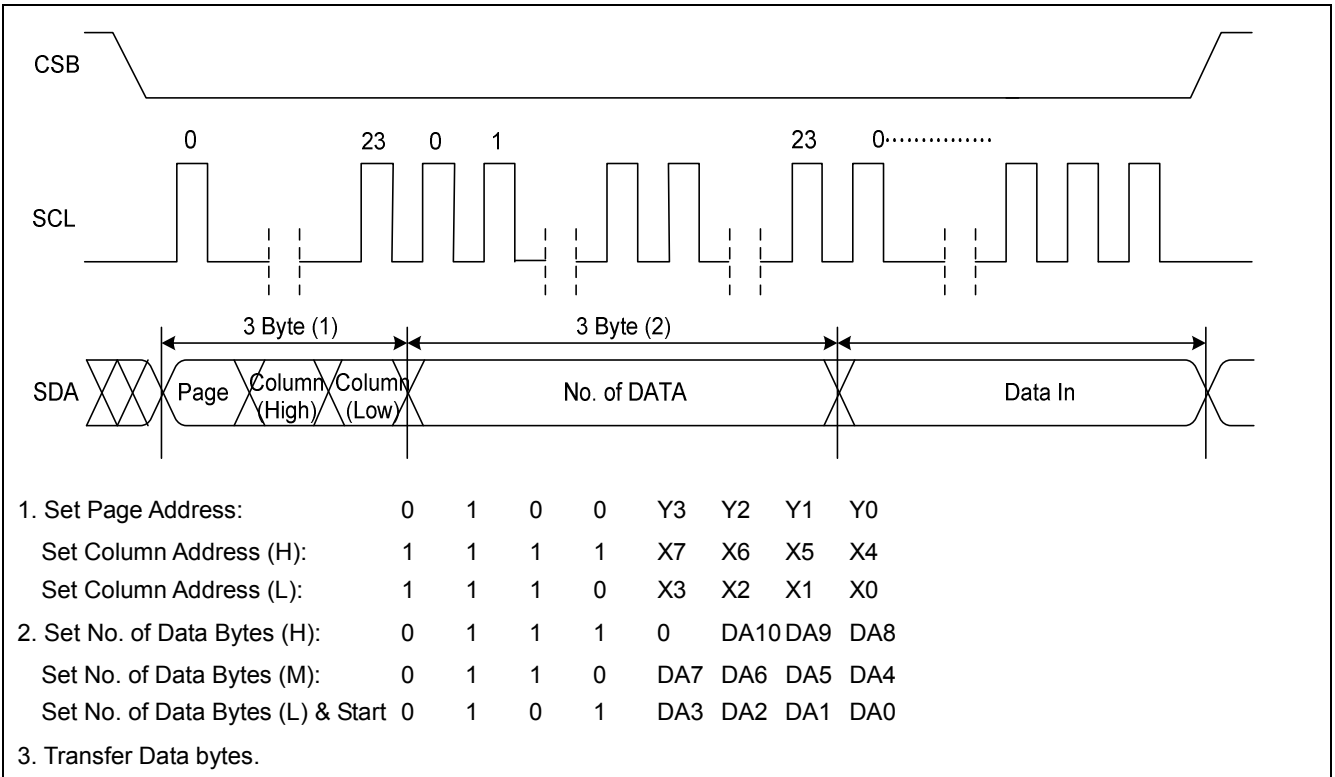 CSB
0 23 0 1 23 0··············
SCL
3 Byte (1) 3 Byte (2)
SDA Page Column (High) Column (Low) No. of DATA Data In
1. Set Page Address: 0 1 0 0 Y3 Y2 Y1 Y0
Set Column Address (H): 1 1 1 1 X7 X6 X5 X4
Set Column Address (L): 1 1 1 0 X3 X2 X1 X0
2. Set No. of Data Bytes (H): 0 1 1 1 0 DA10 DA9 DA8
Set No. of Data Bytes (M): 0 1 1 0 DA7 DA6 DA5 DA4
Set No. of Data Bytes (L) & Start 0 1 0 1 DA3 DA2 DA1 DA0
3. Transfer Data bytes.